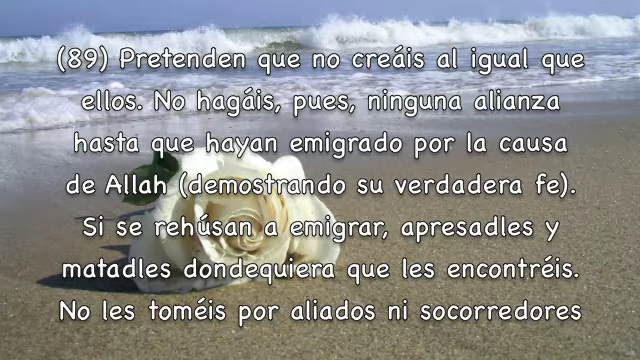 (89) Pretenden que no creáis al igual que
ellos. No hagáis, pues, ninguna alianza
hasta que hayan emigrado por la causa
de Allah (demostrando su verdadera fe).
Si se rehúsan a emigrar, apresadles y
matadles dondequiera que les encontréis.
No les toméis por aliados ni socorredores